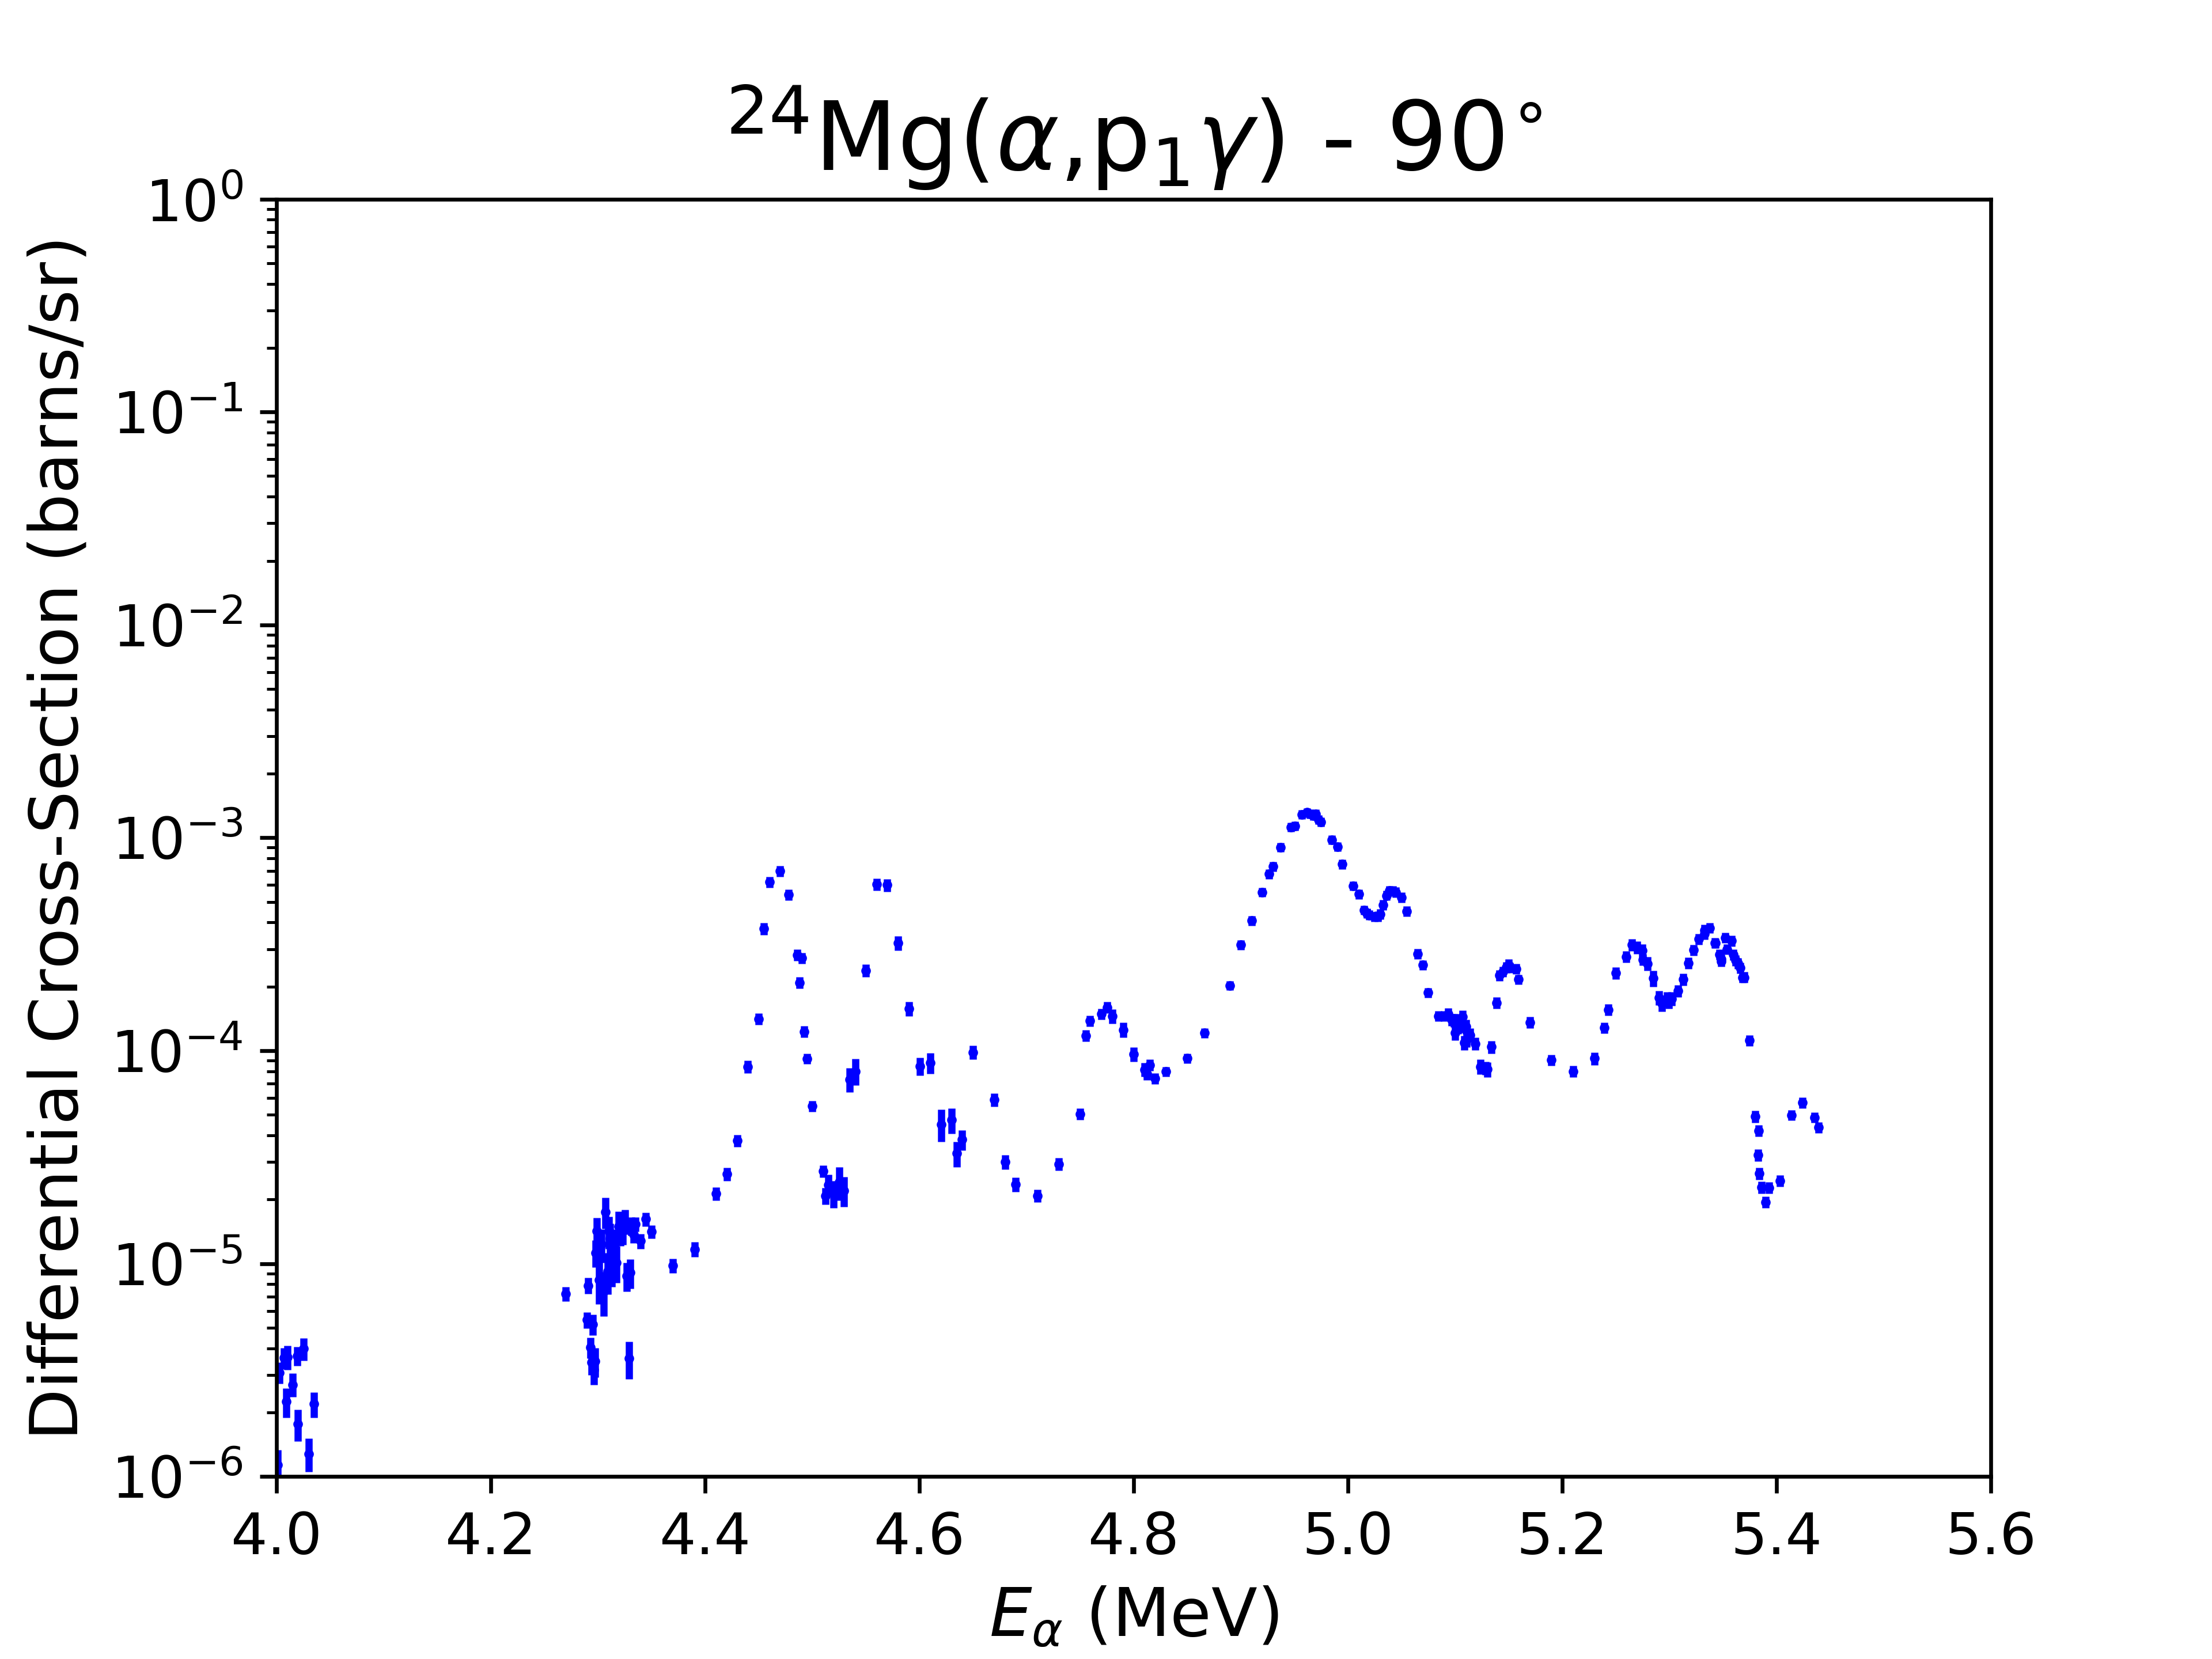 ²⁴Mg(α,p₁γ) - 90°
Differential Cross-Section (barns/sr)
10⁰
10⁻¹
10⁻²
10⁻³
10⁻⁴
10⁻⁵
10⁻⁶
4.0 4.2 4.4 4.6 4.8 5.0 5.2 5.4 5.6
E_α (MeV)